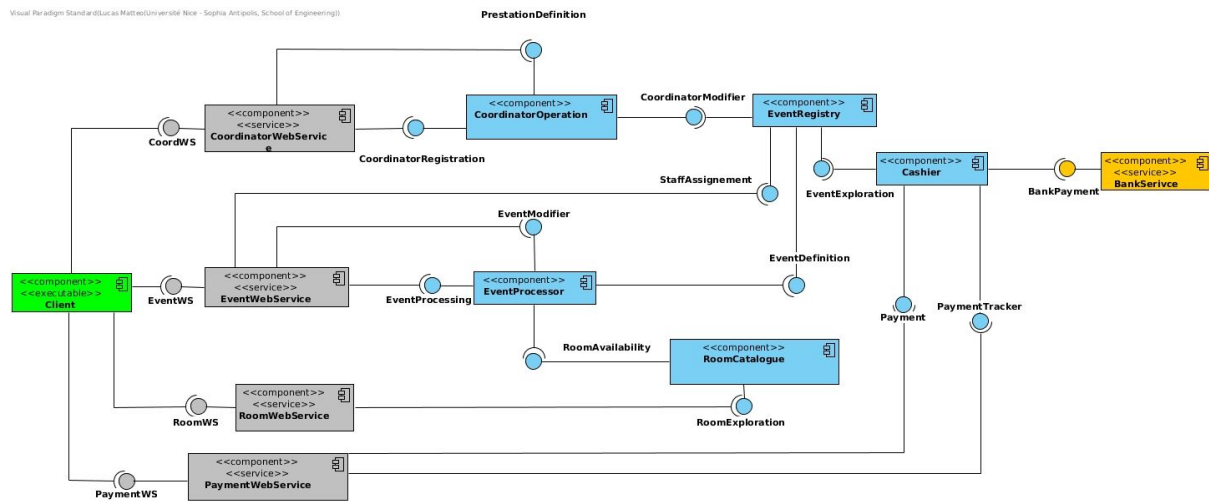 Visual Paradigm Standard(Lucas Matteo(Université Nice - Sophia Antipolis, School of Engineering))
PrestationDefinition
<<component>>
<<service>>
CoordinatorWebServic
e
CoordWS
CoordinatorRegistration
<<component>>
CoordinatorOperation
CoordinatorModifier
<<component>>
EventRegistry
StaffAssignement
EventExploration
<<component>>
Cashier
BankPayment
<<component>>
<<service>>
BankSerivce
EventModifier
EventDefinition
<<component>>
<<executable>>
Client
EventWS
<<component>>
<<service>>
EventWebService
EventProcessing
<<component>>
EventProcessor
Payment
PaymentTracker
RoomAvailability
<<component>>
RoomCatalogue
RoomWS
<<component>>
<<service>>
RoomWebService
RoomExploration
PaymentWS
<<component>>
<<service>>
PaymentWebService